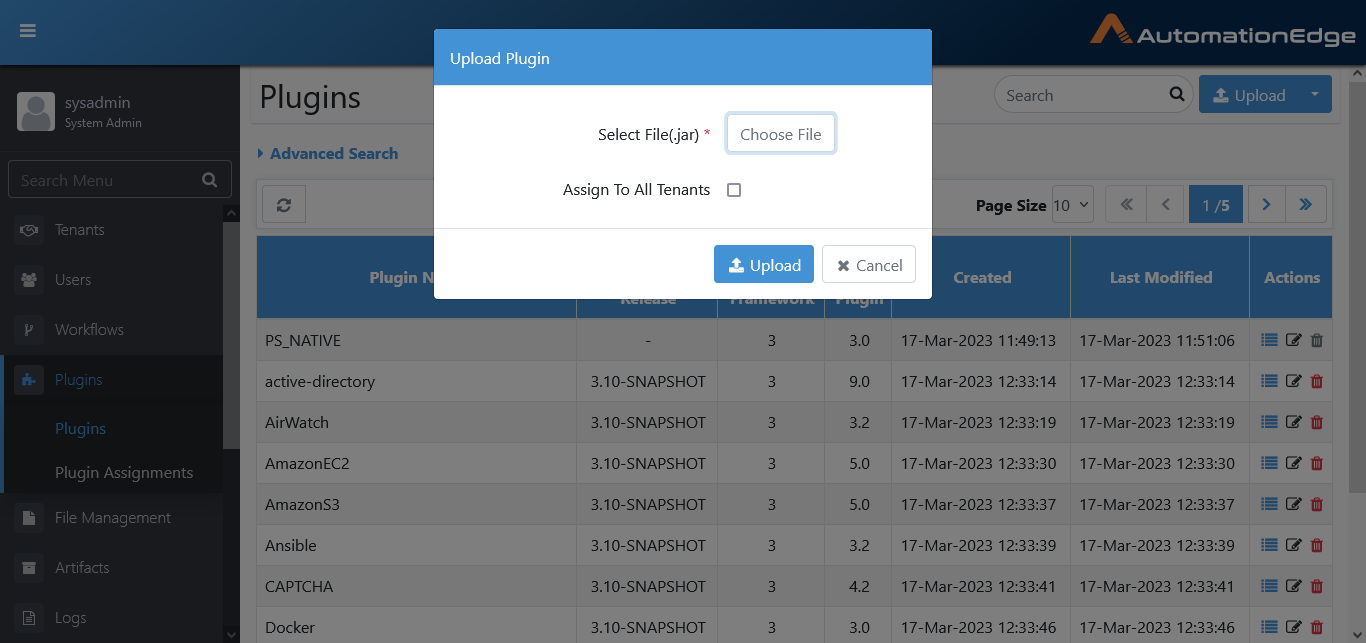 AutomationEdge
sysadmin
System Admin
Search Menu
Tenants
Users
Workflows
Plugins
Plugins
Plugin Assignments
File Management
Artifacts
Logs
Plugins
Search
Upload
Advanced Search
Page Size 10
1 /5
Upload Plugin
Select File(.jar) *
Choose File
Assign To All Tenants
Upload
Cancel
Plugin N Release Framework Plugin Created Last Modified Actions
PS_NATIVE - 3 3.0 17-Mar-2023 11:49:13 17-Mar-2023 11:51:06
active-directory 3.10-SNAPSHOT 3 9.0 17-Mar-2023 12:33:14 17-Mar-2023 12:33:14
AirWatch 3.10-SNAPSHOT 3 3.2 17-Mar-2023 12:33:19 17-Mar-2023 12:33:19
AmazonEC2 3.10-SNAPSHOT 3 5.0 17-Mar-2023 12:33:30 17-Mar-2023 12:33:30
AmazonS3 3.10-SNAPSHOT 3 5.0 17-Mar-2023 12:33:37 17-Mar-2023 12:33:37
Ansible 3.10-SNAPSHOT 3 3.2 17-Mar-2023 12:33:39 17-Mar-2023 12:33:39
CAPTCHA 3.10-SNAPSHOT 3 4.2 17-Mar-2023 12:33:41 17-Mar-2023 12:33:41
Docker 3.10-SNAPSHOT 3 3.0 17-Mar-2023 12:33:46 17-Mar-2023 12:33:46